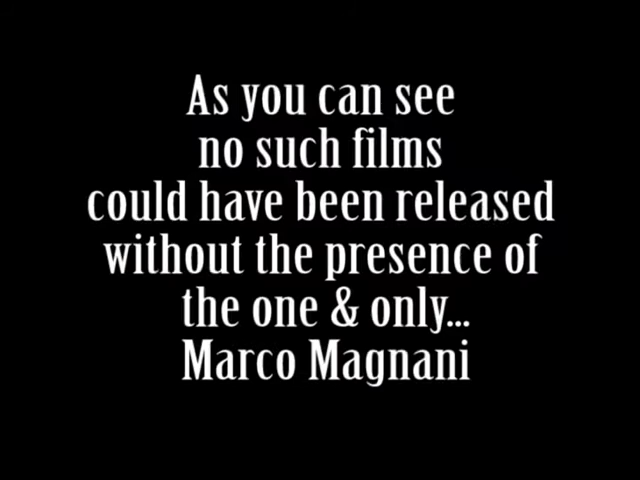 As you can see
no such films
could have been released
without the presence of
the one & only...
Marco Magnani